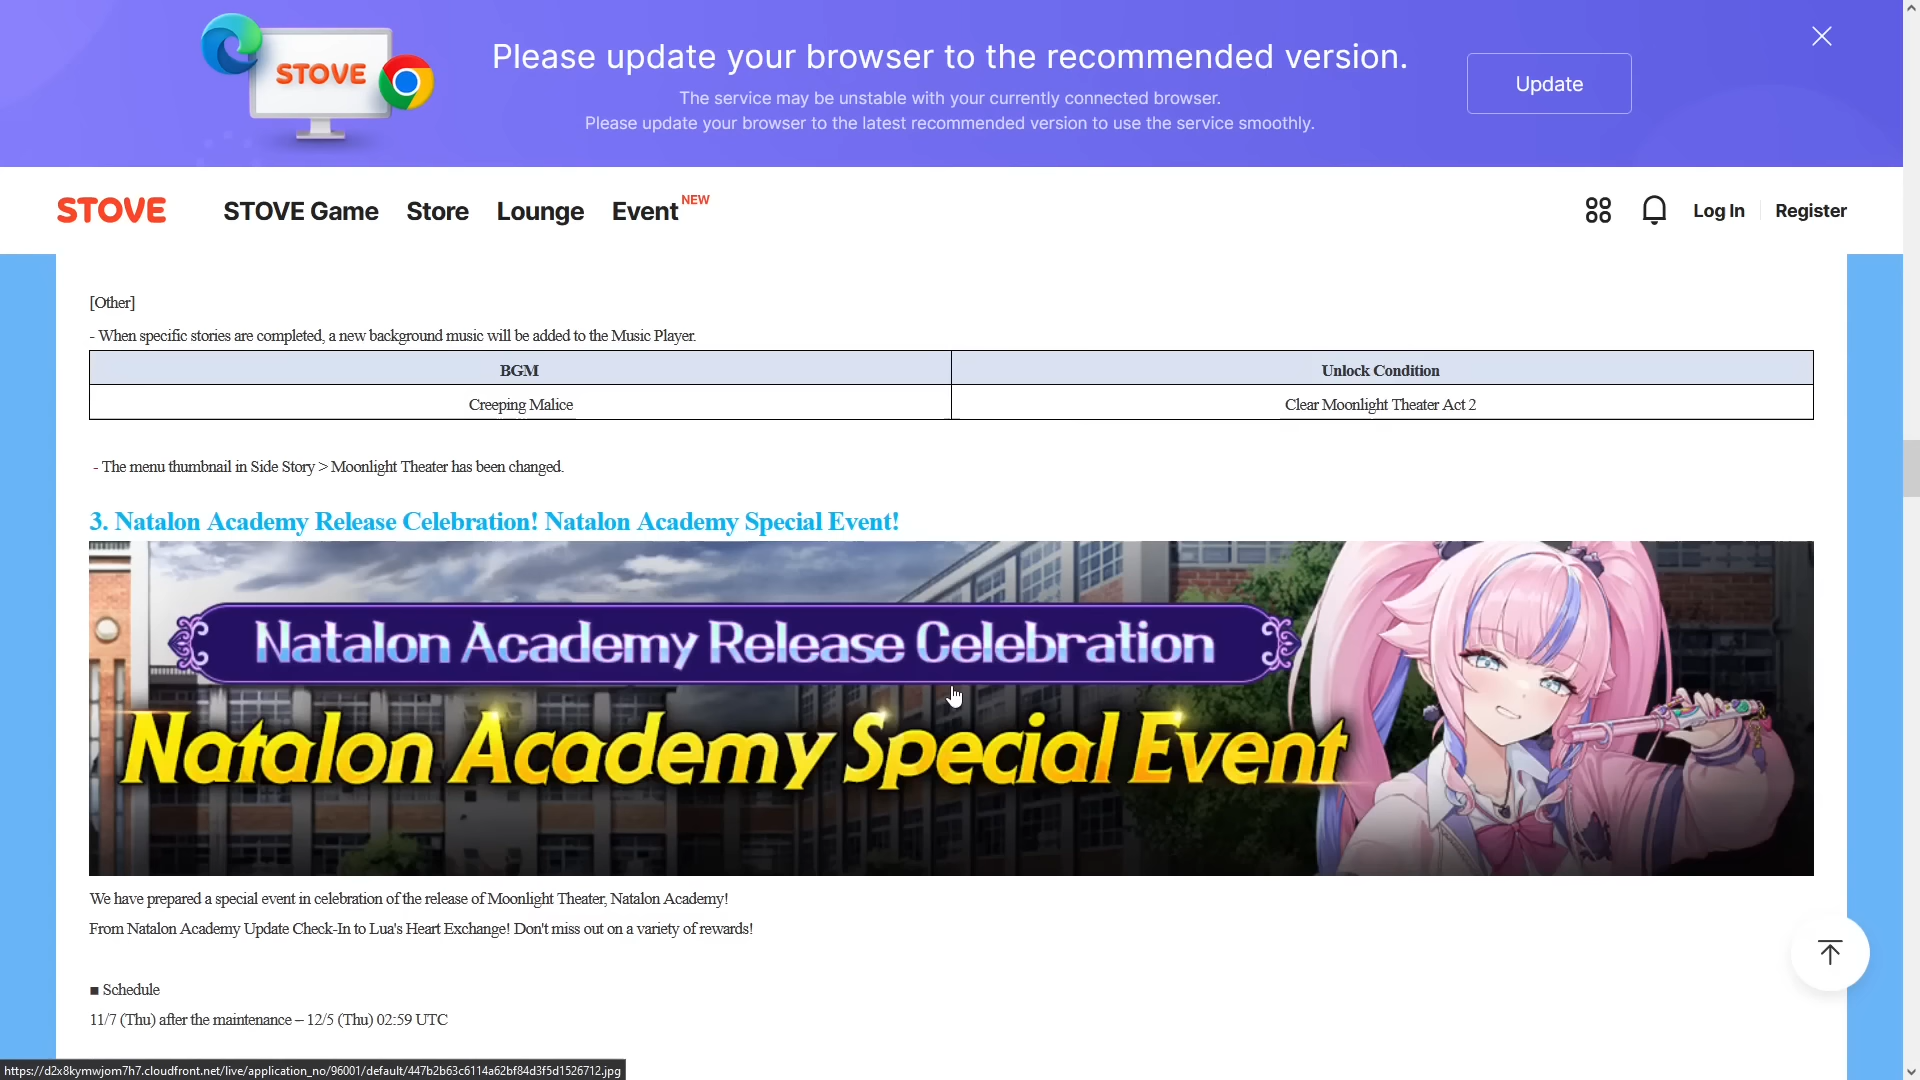 STOVE
Please update your browser to the recommended version.
The service may be unstable with your currently connected browser.
Please update your browser to the latest recommended version to use the service smoothly.
Update
STOVE
STOVE Game
Store
Lounge
Event NEW
Log In
Register
[Other]
- When specific stories are completed, a new background music will be added to the Music Player.
BGM
Unlock Condition
Creeping Malice
Clear Moonlight Theater Act 2
- The menu thumbnail in Side Story > Moonlight Theater has been changed.
3. Natalon Academy Release Celebration! Natalon Academy Special Event!
Natalon Academy Release Celebration
Natalon Academy Special Event
We have prepared a special event in celebration of the release of Moonlight Theater, Natalon Academy!
From Natalon Academy Update Check-In to Lua's Heart Exchange! Don't miss out on a variety of rewards!
■ Schedule
11/7 (Thu) after the maintenance – 12/5 (Thu) 02:59 UTC
https://d2x8kymwjom7h7.cloudfront.net/live/application_no/96001/default/447b2b63c6114a62bf84d3f5d1526712.jpg